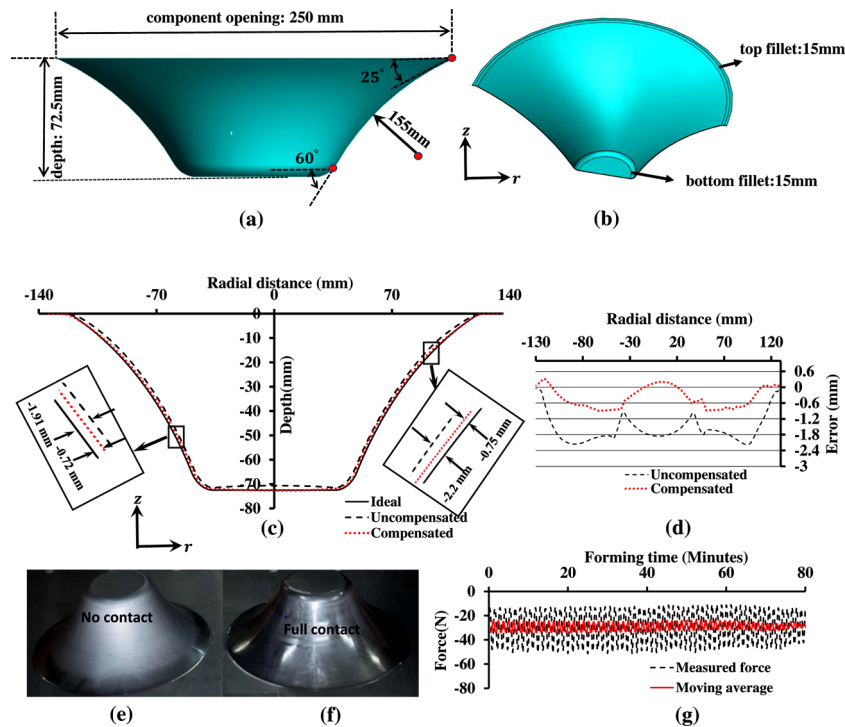 component opening: 250 mm
25°
depth: 72.5mm
155mm
60°
(a)
top fillet:15mm
z
r
bottom fillet:15mm
(b)
Radial distance (mm)
-140 -70 0 70 140
0
-10
-20
-30
-40
-50
-60
-70
-80
Depth(mm)
-1.91 mm
-0.72 mm
-0.75 mm
-2.2 mm
z
r
(c)
Ideal
Uncompensated
Compensated
Radial distance (mm)
-130 -80 -30 20 70 120
0.6
0
-0.6
-1.2
-1.8
-2.4
-3
Error (mm)
Uncompensated
Compensated
(d)
No contact
(e)
Full contact
(f)
Forming time (Minutes)
0 20 40 60 80
0
-20
-40
-60
-80
Force(N)
Measured force
Moving average
(g)